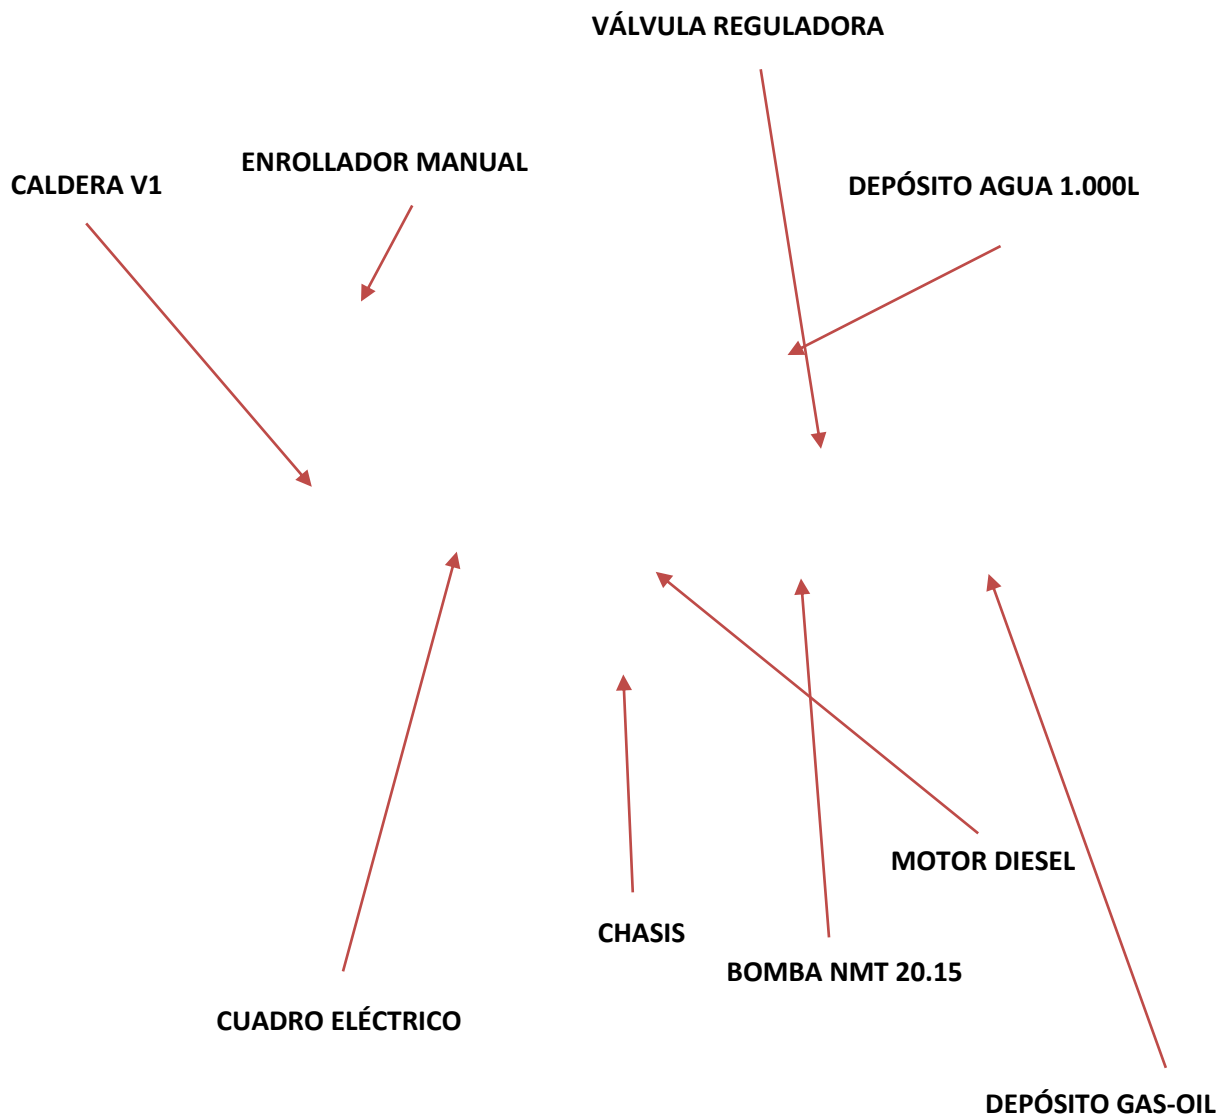 VÁLVULA REGULADORA
ENROLLADOR MANUAL
CALDERA V1
DEPÓSITO AGUA 1.000L
MOTOR DIESEL
CHASIS
BOMBA NMT 20.15
CUADRO ELÉCTRICO
DEPÓSITO GAS-OIL